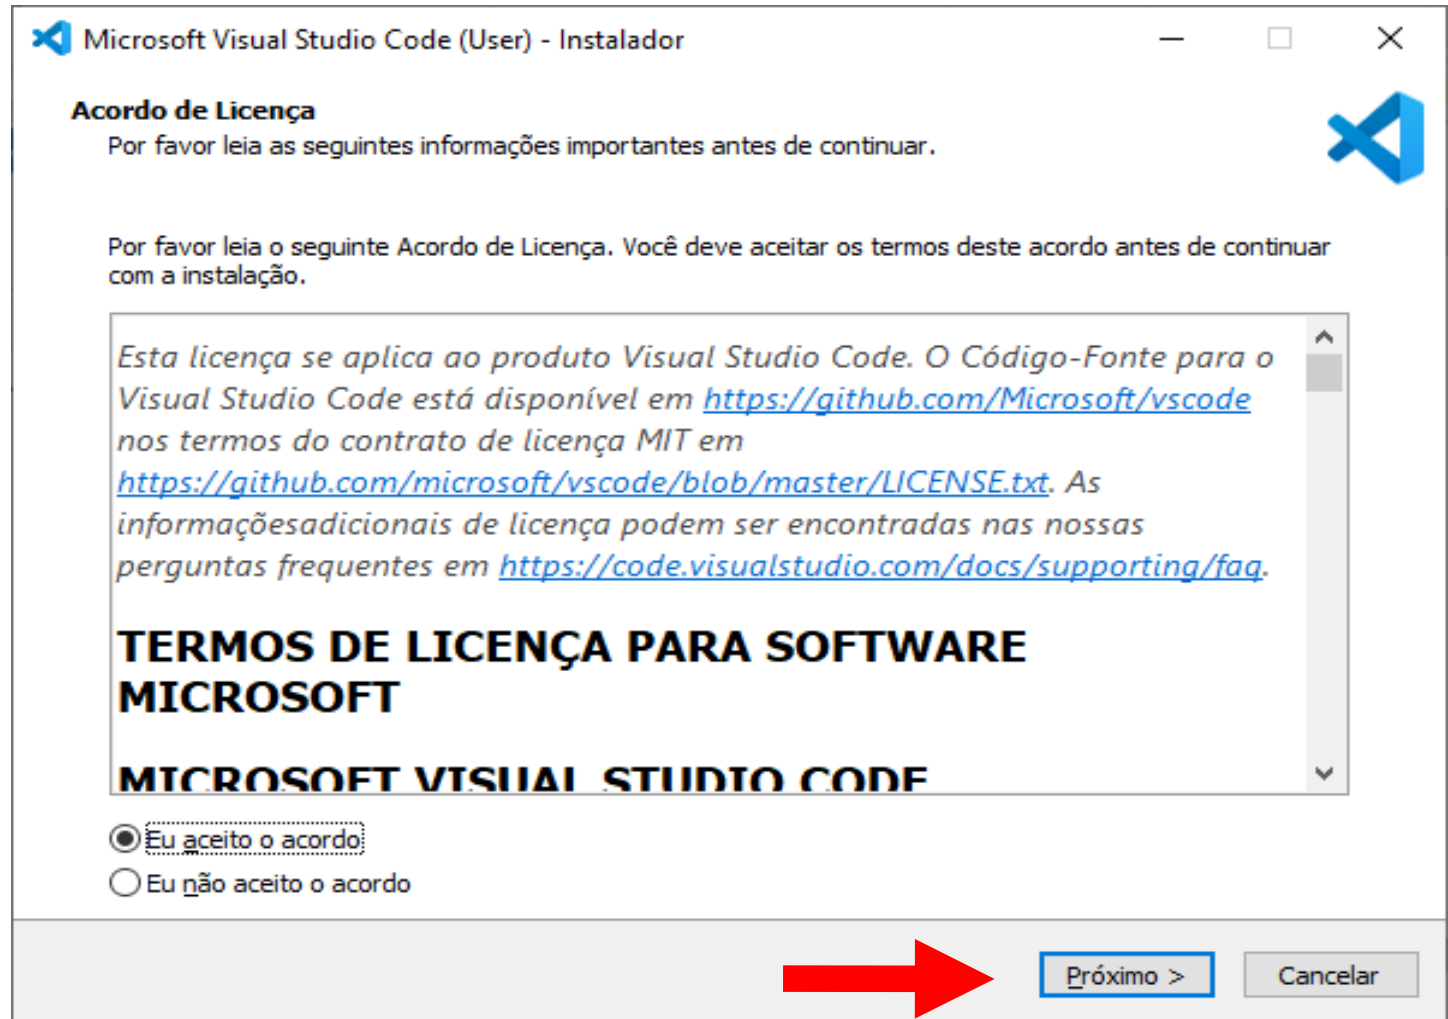 Microsoft Visual Studio Code (User) - Instalador
Acordo de Licença
Por favor leia as seguintes informações importantes antes de continuar.
Por favor leia o seguinte Acordo de Licença. Você deve aceitar os termos deste acordo antes de continuar
com a instalação.
Esta licença se aplica ao produto Visual Studio Code. O Código-Fonte para o
Visual Studio Code está disponível em https://github.com/Microsoft/vscode
nos termos do contrato de licença MIT em
https://github.com/microsoft/vscode/blob/master/LICENSE.txt. As
informaçõesadicionais de licença podem ser encontradas nas nossas
perguntas frequentes em https://code.visualstudio.com/docs/supporting/faq.
TERMOS DE LICENÇA PARA SOFTWARE
MICROSOFT
MICROSOFT VISUAL STUDIO CODE
Eu aceito o acordo
Eu não aceito o acordo
Próximo >
Cancelar